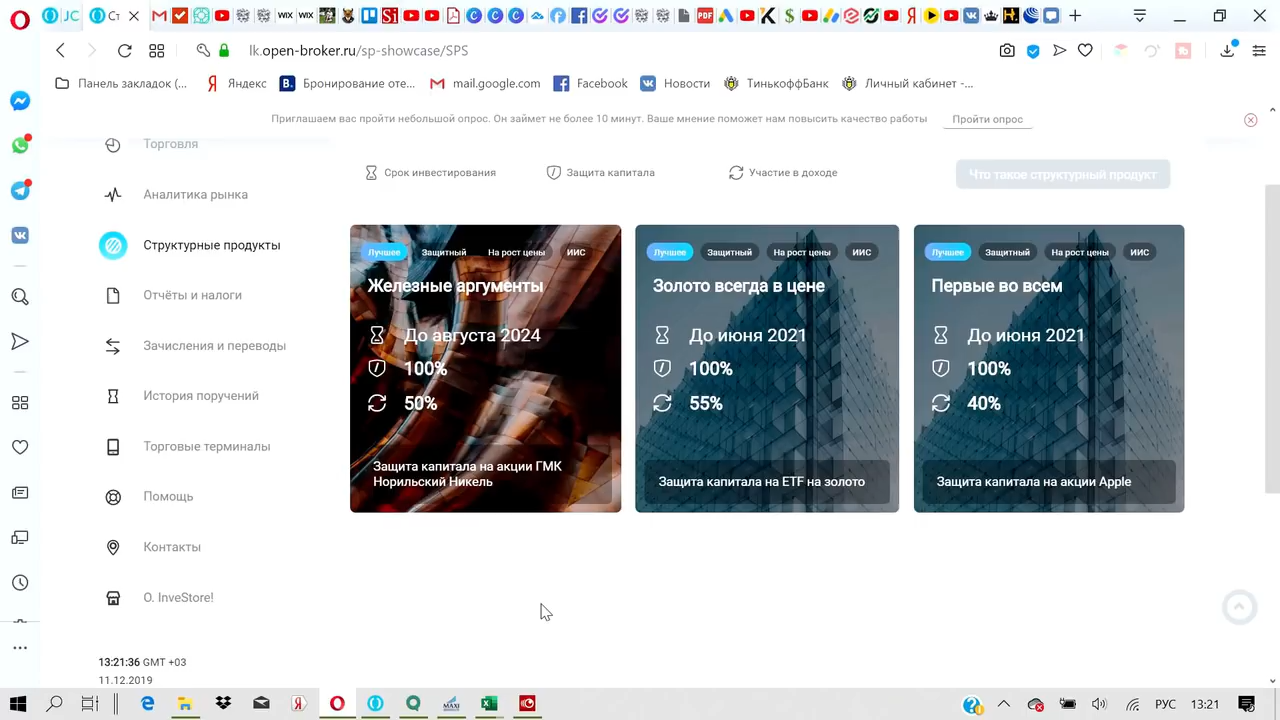 Ст
lk.open-broker.ru/sp-showcase/SPS
Панель закладок (...
Яндекс
Бронирование оте...
mail.google.com
Facebook
Новости
ТинькоффБанк
Личный кабинет -...
Приглашаем вас пройти небольшой опрос. Он займет не более 10 минут. Ваше мнение поможет нам повысить качество работы
Пройти опрос
Торговля
Аналитика рынка
Структурные продукты
Отчёты и налоги
Зачисления и переводы
История поручений
Торговые терминалы
Помощь
Контакты
О. InveStore!
13:21:36 GMT +03
11.12.2019
Срок инвестирования
Защита капитала
Участие в доходе
Что такое структурный продукт
Лучшее Защитный На рост цены ИИС
Железные аргументы
До августа 2024
100%
50%
Защита капитала на акции ГМК
Норильский Никель
Лучшее Защитный На рост цены ИИС
Золото всегда в цене
До июня 2021
100%
55%
Защита капитала на ETF на золото
Лучшее Защитный На рост цены ИИС
Первые во всем
До июня 2021
100%
40%
Защита капитала на акции Apple
РУС
13:21